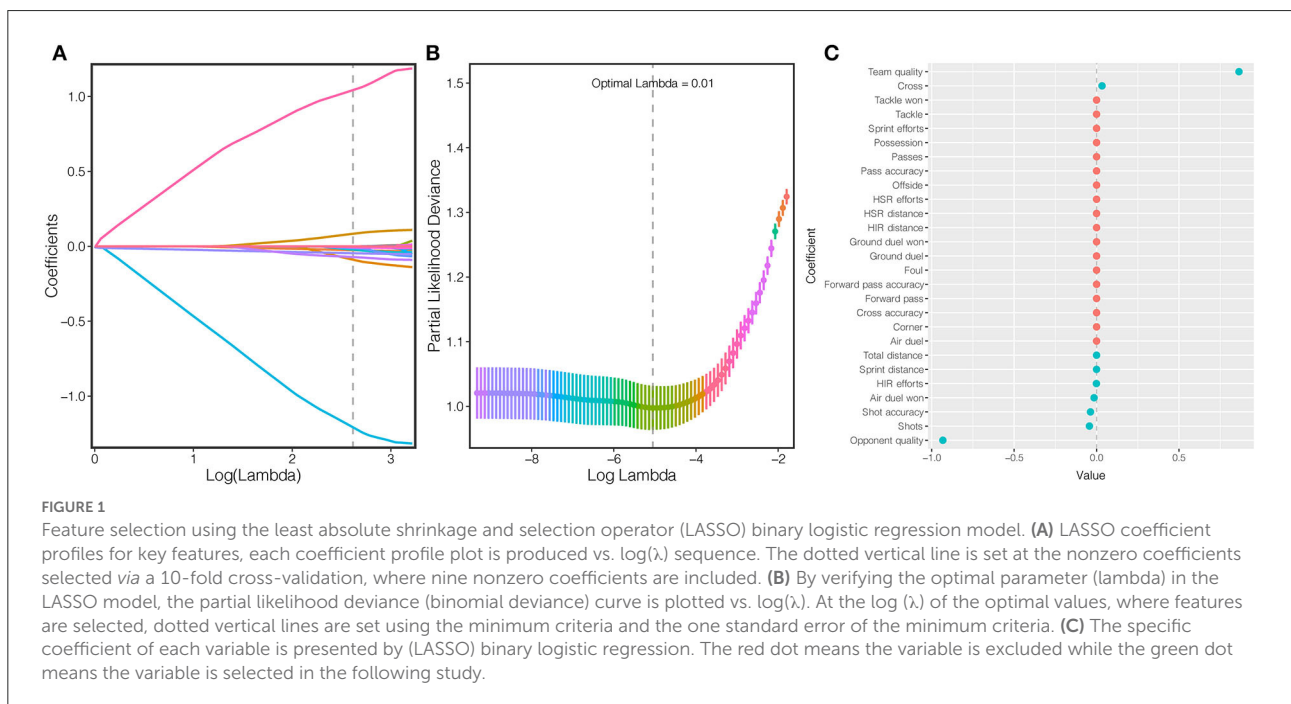 A
1.0
0.5
0.0
−0.5
−1.0
Coefficients
0
1
2
3
Log(Lambda)
B
Optimal Lambda = 0.01
1.5
1.4
1.3
1.2
1.1
1.0
Partial Likelihood Deviance
−8
−6
−4
−2
Log Lambda
C
Team quality
Cross
Tackle won
Tackle
Sprint efforts
Possession
Passes
Pass accuracy
Offside
HSR efforts
HSR distance
HIR distance
Ground duel won
Ground duel
Foul
Forward pass accuracy
Forward pass
Cross accuracy
Corner
Air duel
Total distance
Sprint distance
HIR efforts
Air duel won
Shot accuracy
Shots
Opponent quality
Coefficient
−1.0
−0.5
0.0
0.5
Value
FIGURE 1
Feature selection using the least absolute shrinkage and selection operator (LASSO) binary logistic regression model. (A) LASSO coefficient
profiles for key features, each coefficient profile plot is produced vs. log(λ) sequence. The dotted vertical line is set at the nonzero coefficients
selected via a 10-fold cross-validation, where nine nonzero coefficients are included. (B) By verifying the optimal parameter (lambda) in the
LASSO model, the partial likelihood deviance (binomial deviance) curve is plotted vs. log(λ). At the log (λ) of the optimal values, where features
are selected, dotted vertical lines are set using the minimum criteria and the one standard error of the minimum criteria. (C) The specific
coefficient of each variable is presented by (LASSO) binary logistic regression. The red dot means the variable is excluded while the green dot
means the variable is selected in the following study.